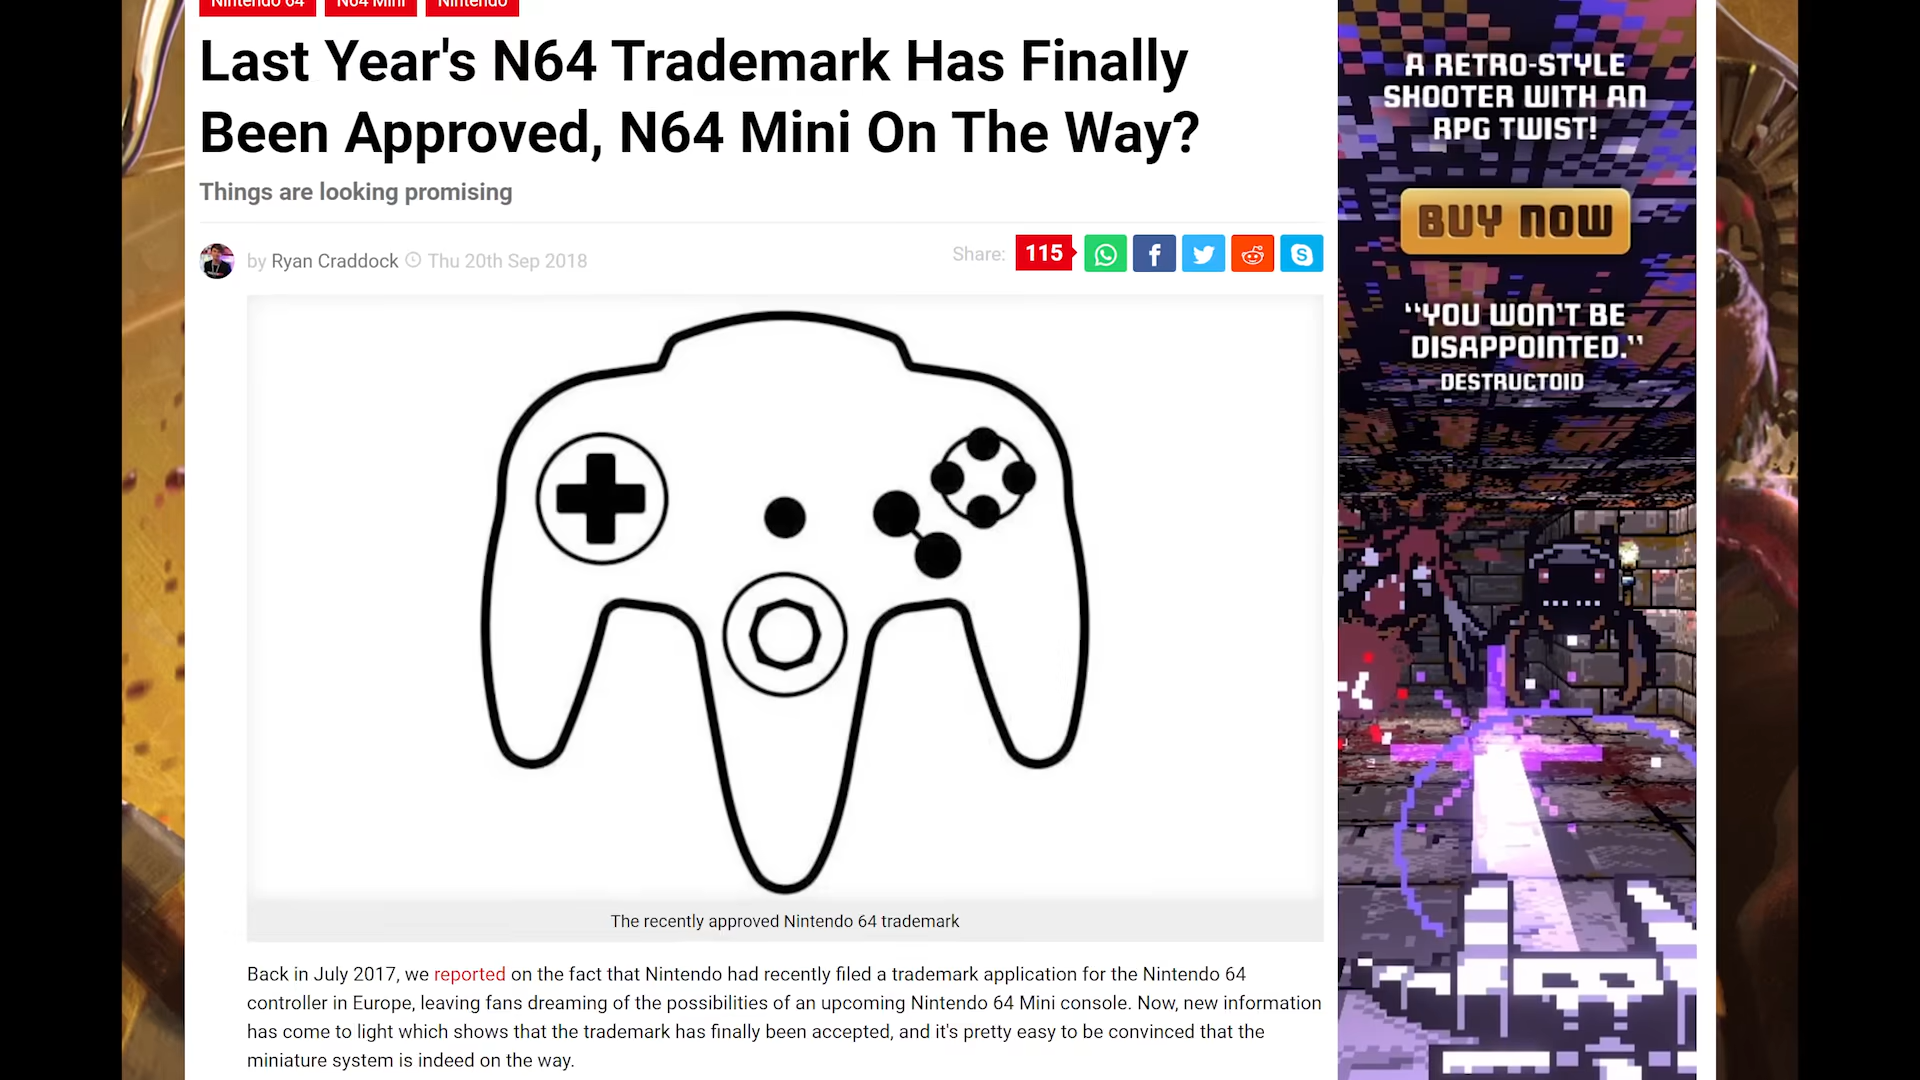 Nintendo 64 N64 Mini Nintendo
Last Year's N64 Trademark Has Finally
Been Approved, N64 Mini On The Way?
Things are looking promising
by Ryan Craddock Thu 20th Sep 2018
Share: 115
The recently approved Nintendo 64 trademark
Back in July 2017, we reported on the fact that Nintendo had recently filed a trademark application for the Nintendo 64
controller in Europe, leaving fans dreaming of the possibilities of an upcoming Nintendo 64 Mini console. Now, new information
has come to light which shows that the trademark has finally been accepted, and it's pretty easy to be convinced that the
miniature system is indeed on the way.
A RETRO-STYLE
SHOOTER WITH AN
RPG TWIST!
BUY NOW
"YOU WON'T BE
DISAPPOINTED."
DESTRUCTOID